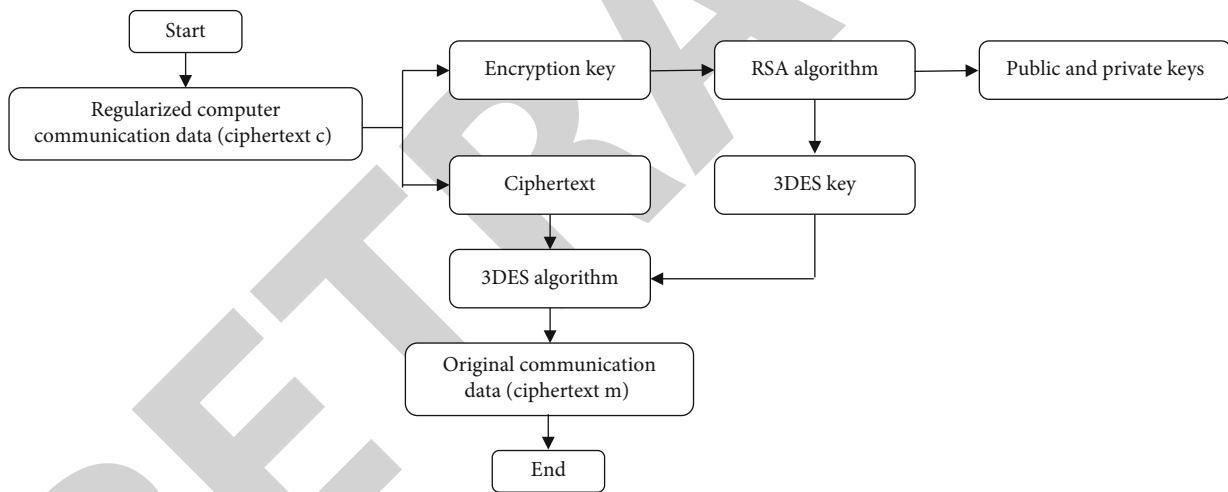 Start
Regularized computer
communication data (ciphertext c)
Encryption key
RSA algorithm
Public and private keys
Ciphertext
3DES key
3DES algorithm
Original communication
data (ciphertext m)
End